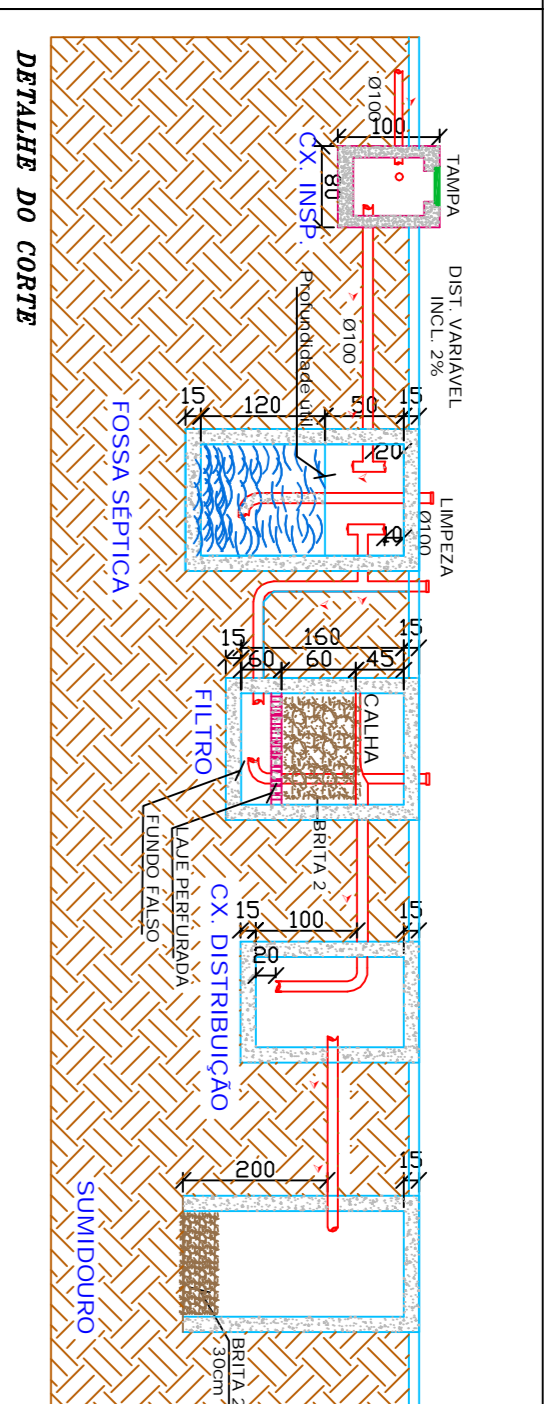 Ø100
100
TAMPA
80
CX. INSP.
DIST. VARIÁVEL
INCL. 2%
Ø100
Profundidade útil
15
120
50
15
20
FOSSA SÉPTICA
LIMPEZA
Ø100
15
160
15
60
60
45
CALHA
FILTRO
BRITA 2
LAJE PERFURADA
FUNDO FALSO
15
100
15
20
CX. DISTRIBUIÇÃO
200
15
SUMIDOURO
BRITA 2
30cm
DETALHE DO CORTE